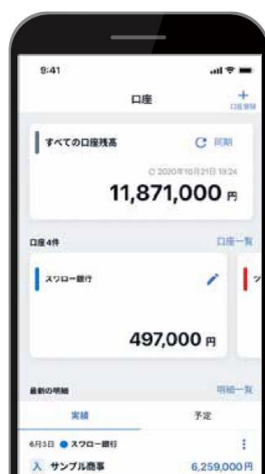 9:41
口座
口座登録
すべての口座残高
同期
2020年10月21日 18:24
11,871,000 円
口座4件
口座一覧
スワロー銀行
ツ
497,000 円
最新の明細
明細一覧
実績
予定
6月3日 スワロー銀行
入 サンプル商事
6,259,000 円